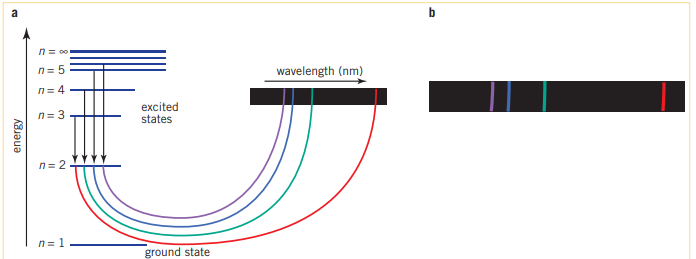 a
b
energy
n = ∞
n = 5
n = 4
n = 3
n = 2
n = 1
excited
states
ground state
wavelength (nm)